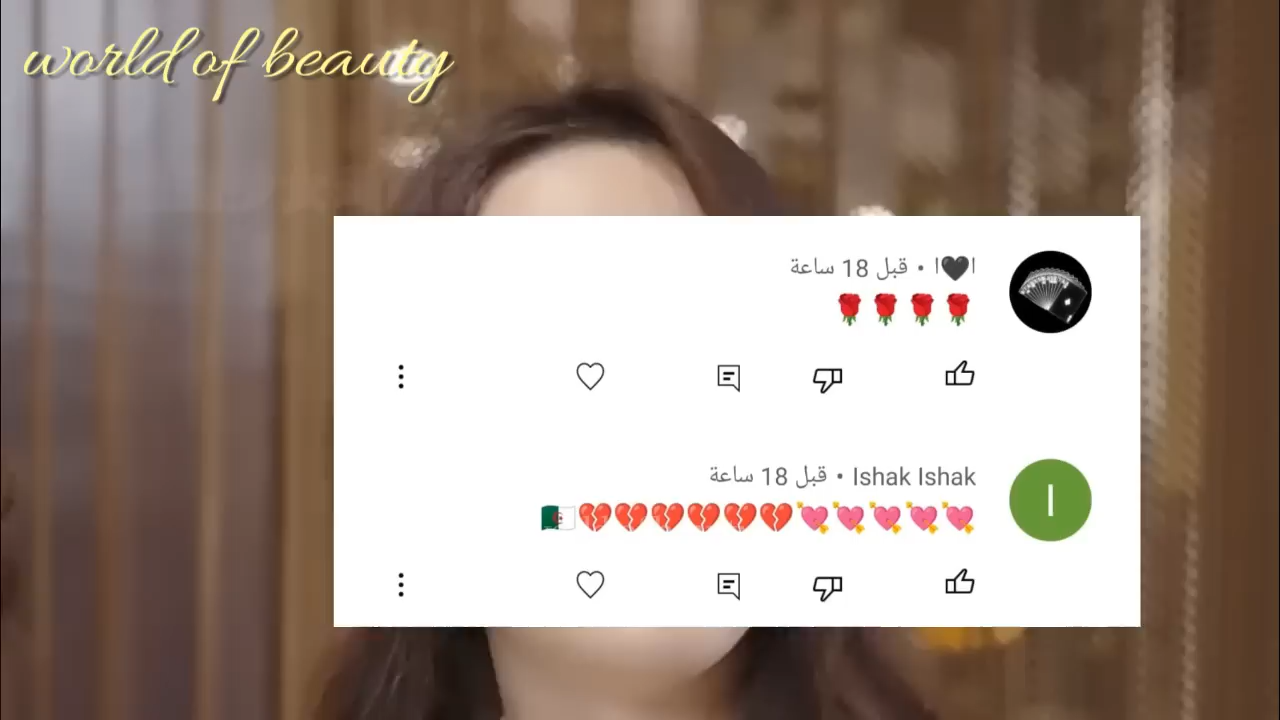 world of beauty
ا🖤ا • قبل 18 ساعة
🌹🌹🌹🌹
Ishak Ishak • قبل 18 ساعة
💘💘💘💘💘💔💔💔💔💔💔🇩🇿
I